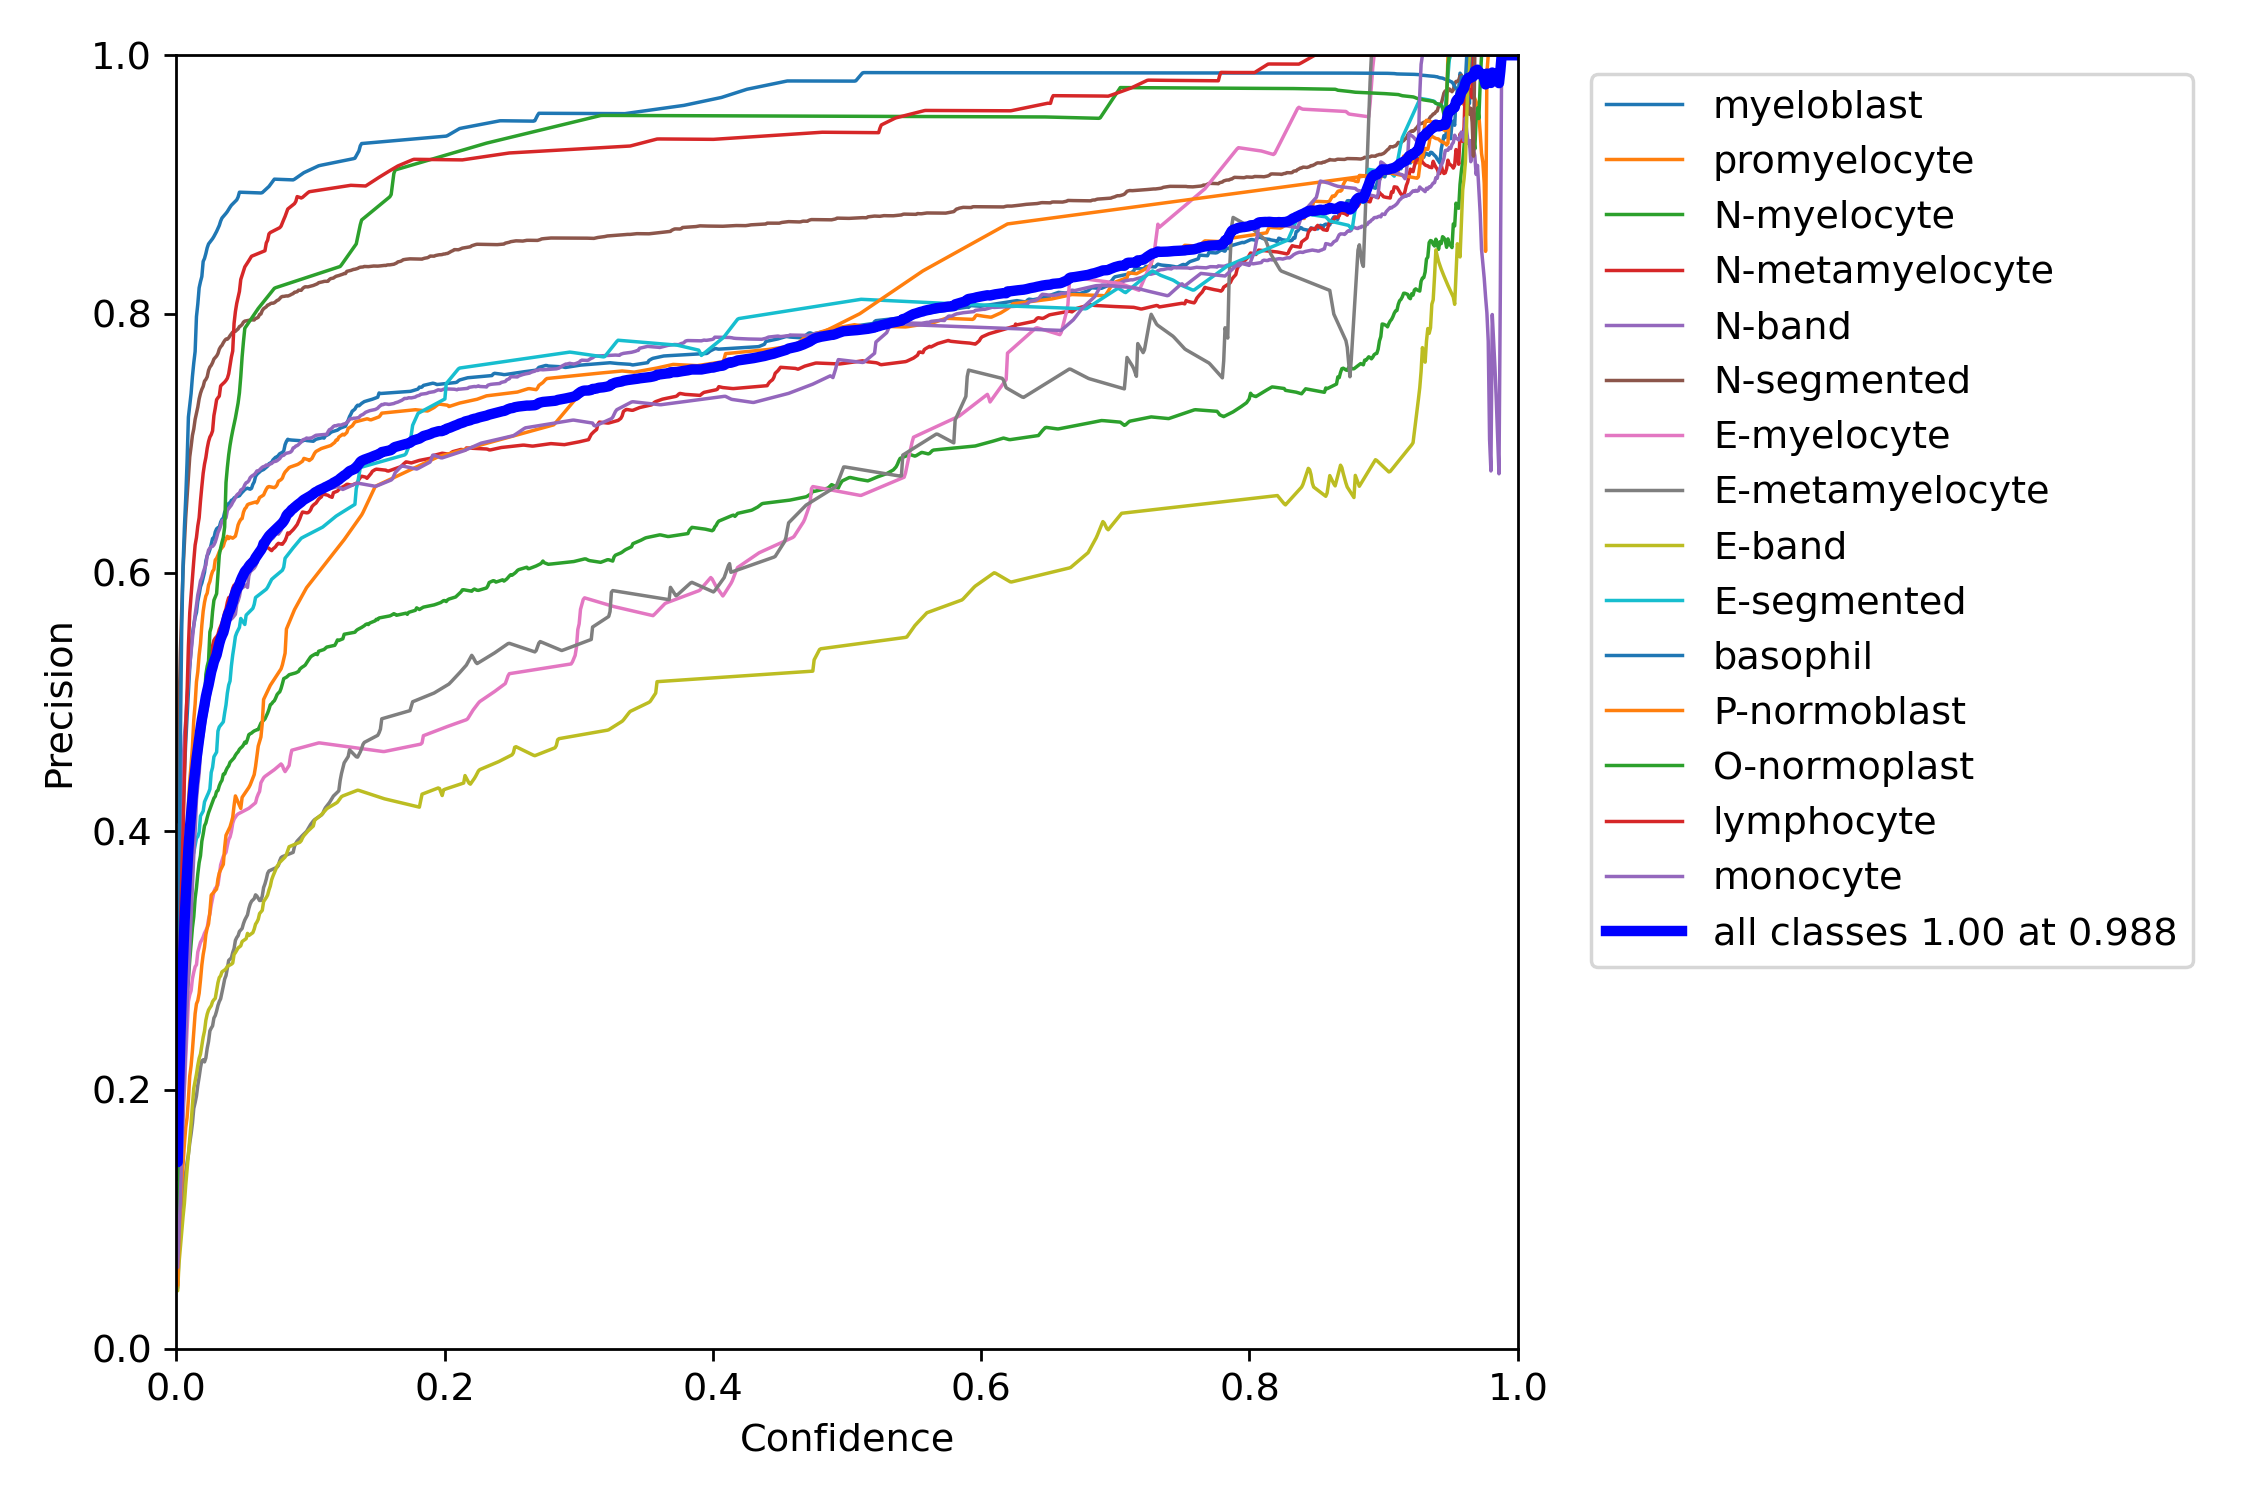 1.0
0.8
0.6
0.4
0.2
0.0
Precision
0.0 0.2 0.4 0.6 0.8 1.0
Confidence
myeloblast
promyelocyte
N-myelocyte
N-metamyelocyte
N-band
N-segmented
E-myelocyte
E-metamyelocyte
E-band
E-segmented
basophil
P-normoblast
O-normoplast
lymphocyte
monocyte
all classes 1.00 at 0.988